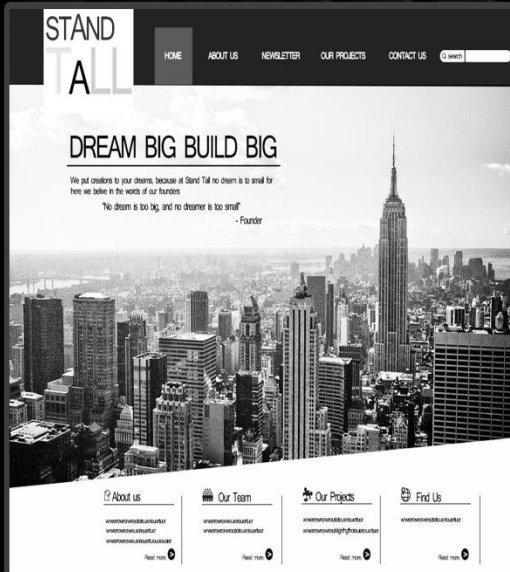 STAND
TALL
HOME
ABOUT US
NEWSLETTER
OUR PROJECTS
CONTACT US
search
DREAM BIG BUILD BIG
We put creations to your dreams, because at Stand Tall no dream is to small for
here we belive in the words of our founders
"No dream is too big, and no dreamer is too small"
- Founder
About us
Read more
Our Team
Read more
Our Projects
Read more
Find Us
Read more